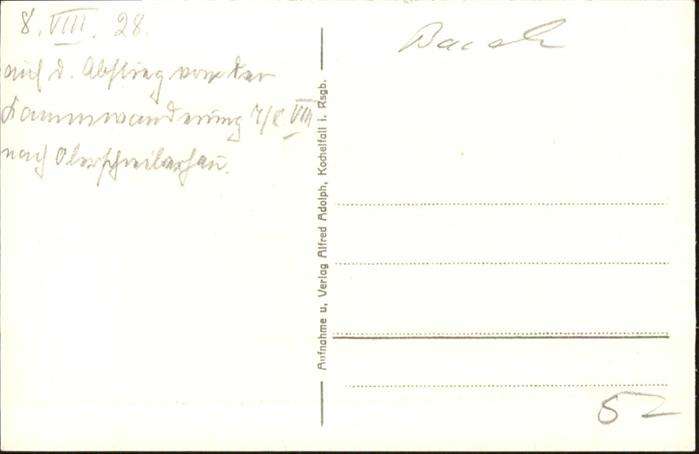 8. VIII. 28.
auf d. Abstieg von der
Kammwanderung 7/8 VIII
nach Oberschreiberhau.
Aufnahme u. Verlag Alfred Adolph, Kochelfall i. Rsgb.
52